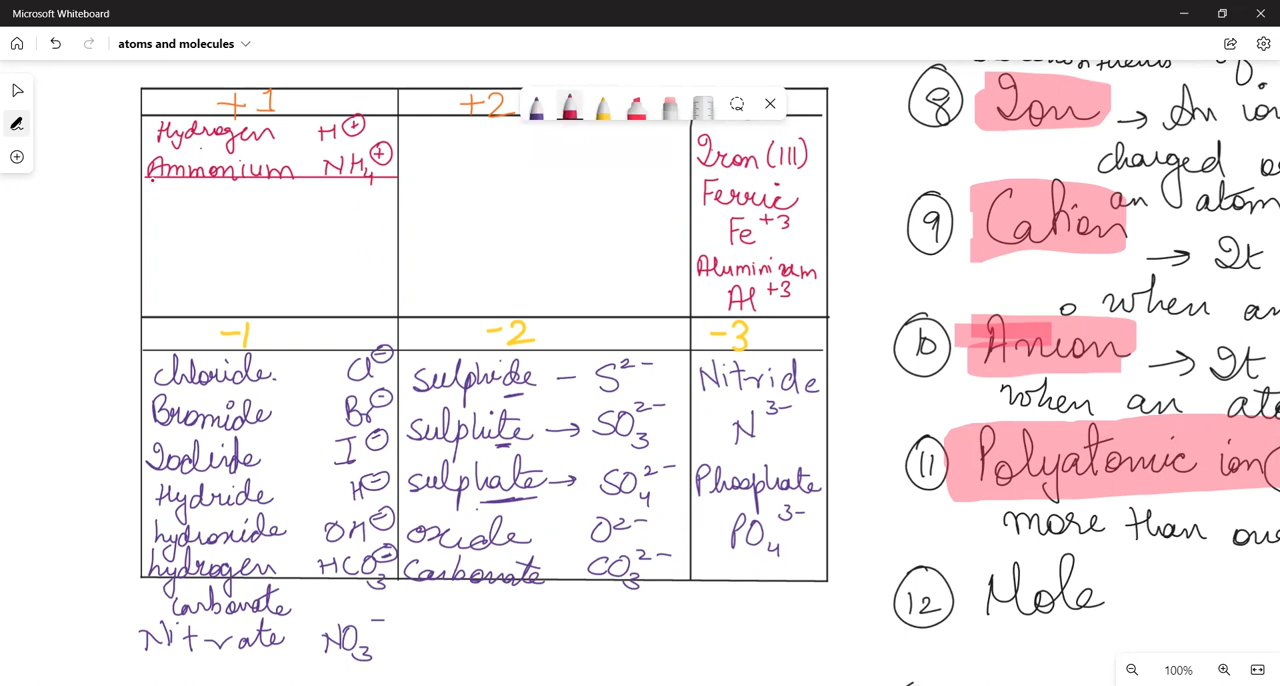 Microsoft Whiteboard
atoms and molecules
+1
+2
Hydrogen H⊕
Ammonium NH₄⊕
Iron (III)
Ferric
Fe⁺³
Aluminium
Al⁺³
-1
-2
-3
chloride. Cl⊖
Bromide Br⊖
Iodide I⊖
Hydride H⊖
hydroxide OH⊖
hydrogen HCO₃⊖
carbonate
Nitrate NO₃⁻
sulphide – S²⁻
sulphite → SO₃²⁻
sulphate → SO₄²⁻
oxide O²⁻
Carbonate CO₃²⁻
Nitride
N³⁻
Phosphate
PO₄³⁻
⑧ Ion → An ion
charged
an atom
⑨ Cation
→ It
when an
⑩ Anion → It
when an
⑪ Polyatomic ion
more than
⑫ Mole
100%